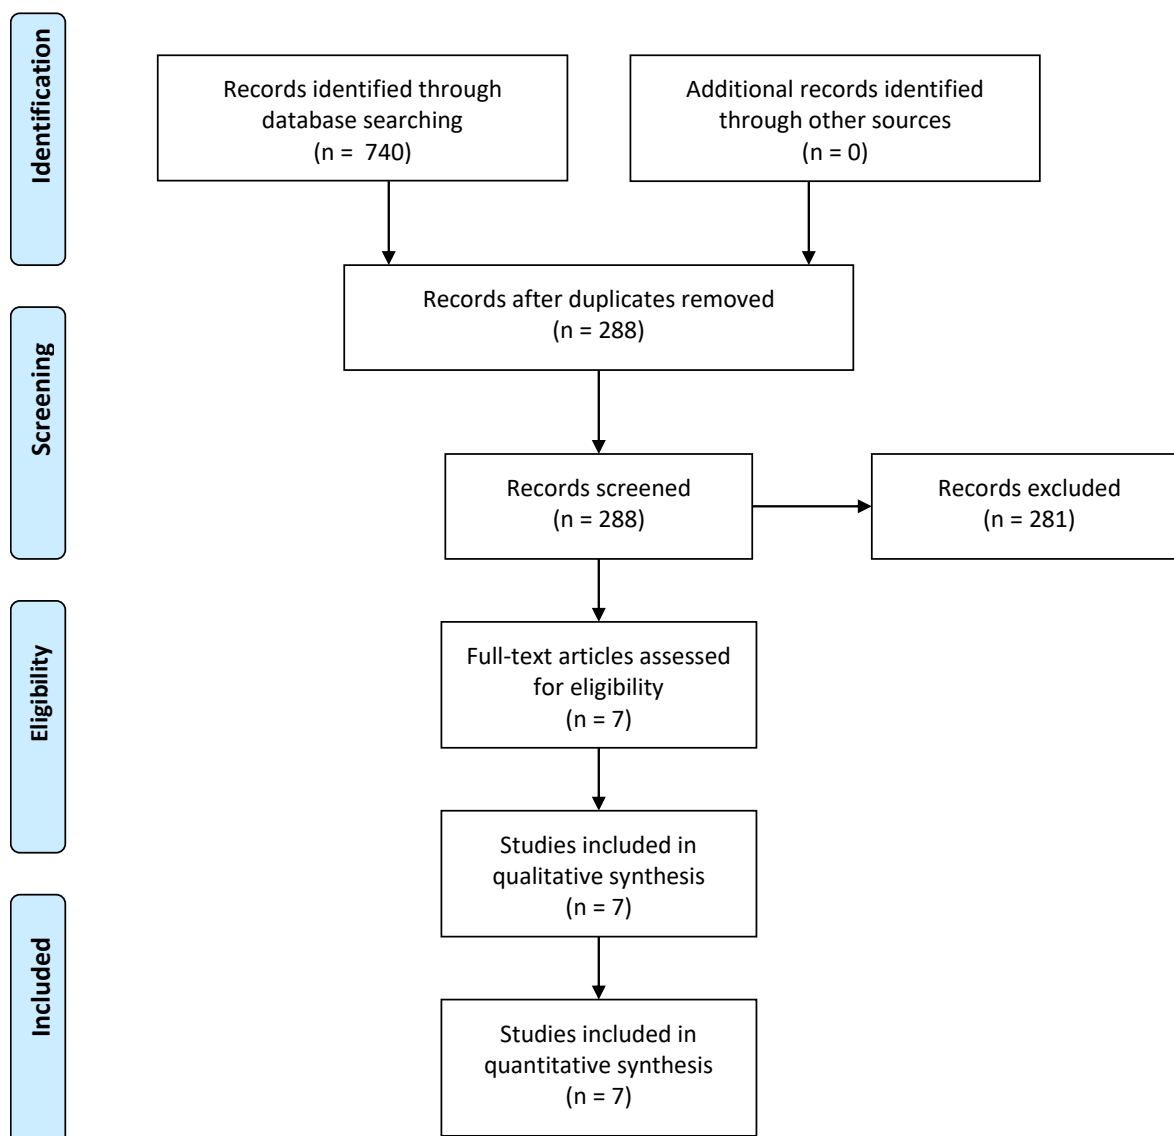 Identification
Records identified through
database searching
(n =  740)
Additional records identified
through other sources
(n = 0)
Records after duplicates removed
(n = 288)
Screening
Records screened
(n = 288)
Records excluded
(n = 281)
Eligibility
Full-text articles assessed
for eligibility
(n = 7)
Studies included in
qualitative synthesis
(n = 7)
Included
Studies included in
quantitative synthesis
(n = 7)